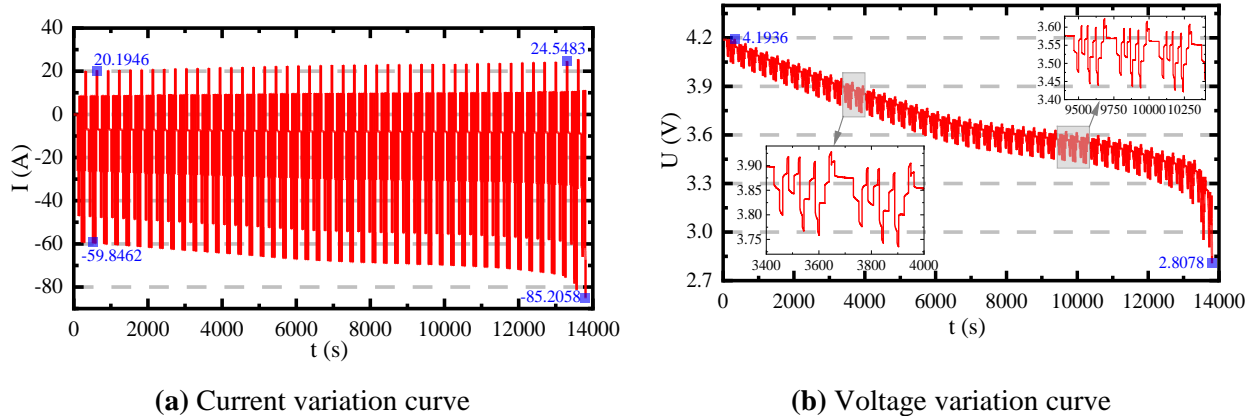 40
20
0
-20
-40
-60
-80
I (A)
20.1946
24.5483
-59.8462
-85.2058
0 2000 4000 6000 8000 10000 12000 14000
t (s)
(a) Current variation curve
4.2
3.9
3.6
3.3
3.0
2.7
U (V)
4.1936
2.8078
3.60
3.55
3.50
3.45
3.40
9500 9750 10000 10250
3.90
3.85
3.80
3.75
3400 3600 3800 4000
0 2000 4000 6000 8000 10000 12000 14000
t (s)
(b) Voltage variation curve